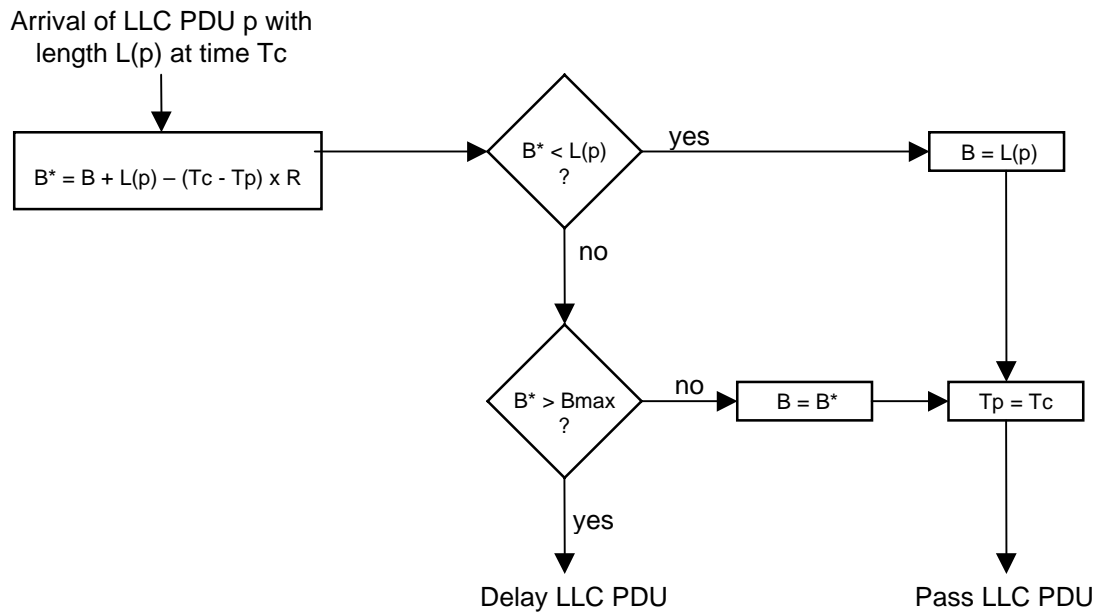 Arrival of LLC PDU p with
length L(p) at time Tc
B* = B + L(p) – (Tc - Tp) x R
B* < L(p)
?
yes
B = L(p)
no
B* > Bmax
?
no
B = B*
Tp = Tc
yes
Delay LLC PDU
Pass LLC PDU